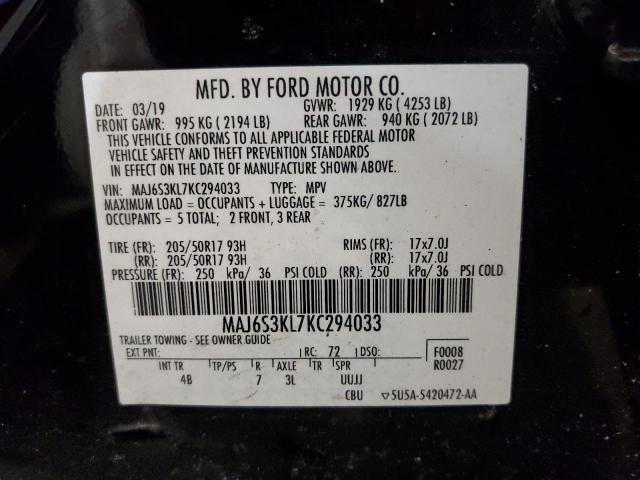 MFD. BY FORD MOTOR CO.
DATE: 03/19 GVWR: 1929 KG ( 4253 LB)
FRONT GAWR: 995 KG ( 2194 LB) REAR GAWR: 940 KG ( 2072 LB)
THIS VEHICLE CONFORMS TO ALL APPLICABLE FEDERAL MOTOR
VEHICLE SAFETY AND THEFT PREVENTION STANDARDS
IN EFFECT ON THE DATE OF MANUFACTURE SHOWN ABOVE.
VIN: MAJ6S3KL7KC294033 TYPE: MPV
MAXIMUM LOAD = OCCUPANTS + LUGGAGE = 375KG/ 827LB
OCCUPANTS = 5 TOTAL; 2 FRONT, 3 REAR
TIRE (FR): 205/50R17 93H RIMS (FR): 17x7.0J
(RR): 205/50R17 93H (RR): 17x7.0J
PRESSURE (FR): 250 kPa/ 36 PSI COLD (RR): 250 kPa/ 36 PSI COLD
MAJ6S3KL7KC294033
TRAILER TOWING - SEE OWNER GUIDE
EXT PNT: RC: 72 DSO: F0008
R0027
INT TR TP/PS R AXLE TR SPR
4B 7 3L UUJJ
CBU ▽5U5A-5420472-AA